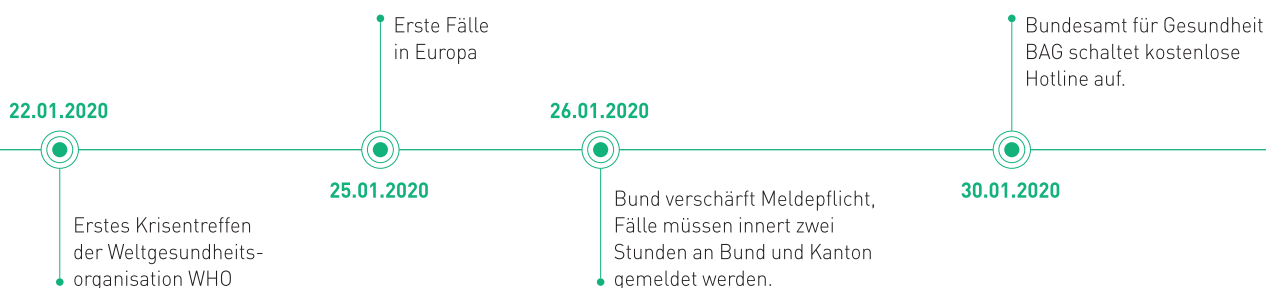 22.01.2020
Erstes Krisentreffen
der Weltgesundheits-
organisation WHO
Erste Fälle
in Europa
25.01.2020
26.01.2020
Bund verschärft Meldepflicht,
Fälle müssen innert zwei
Stunden an Bund und Kanton
gemeldet werden.
Bundesamt für Gesundheit
BAG schaltet kostenlose
Hotline auf.
30.01.2020